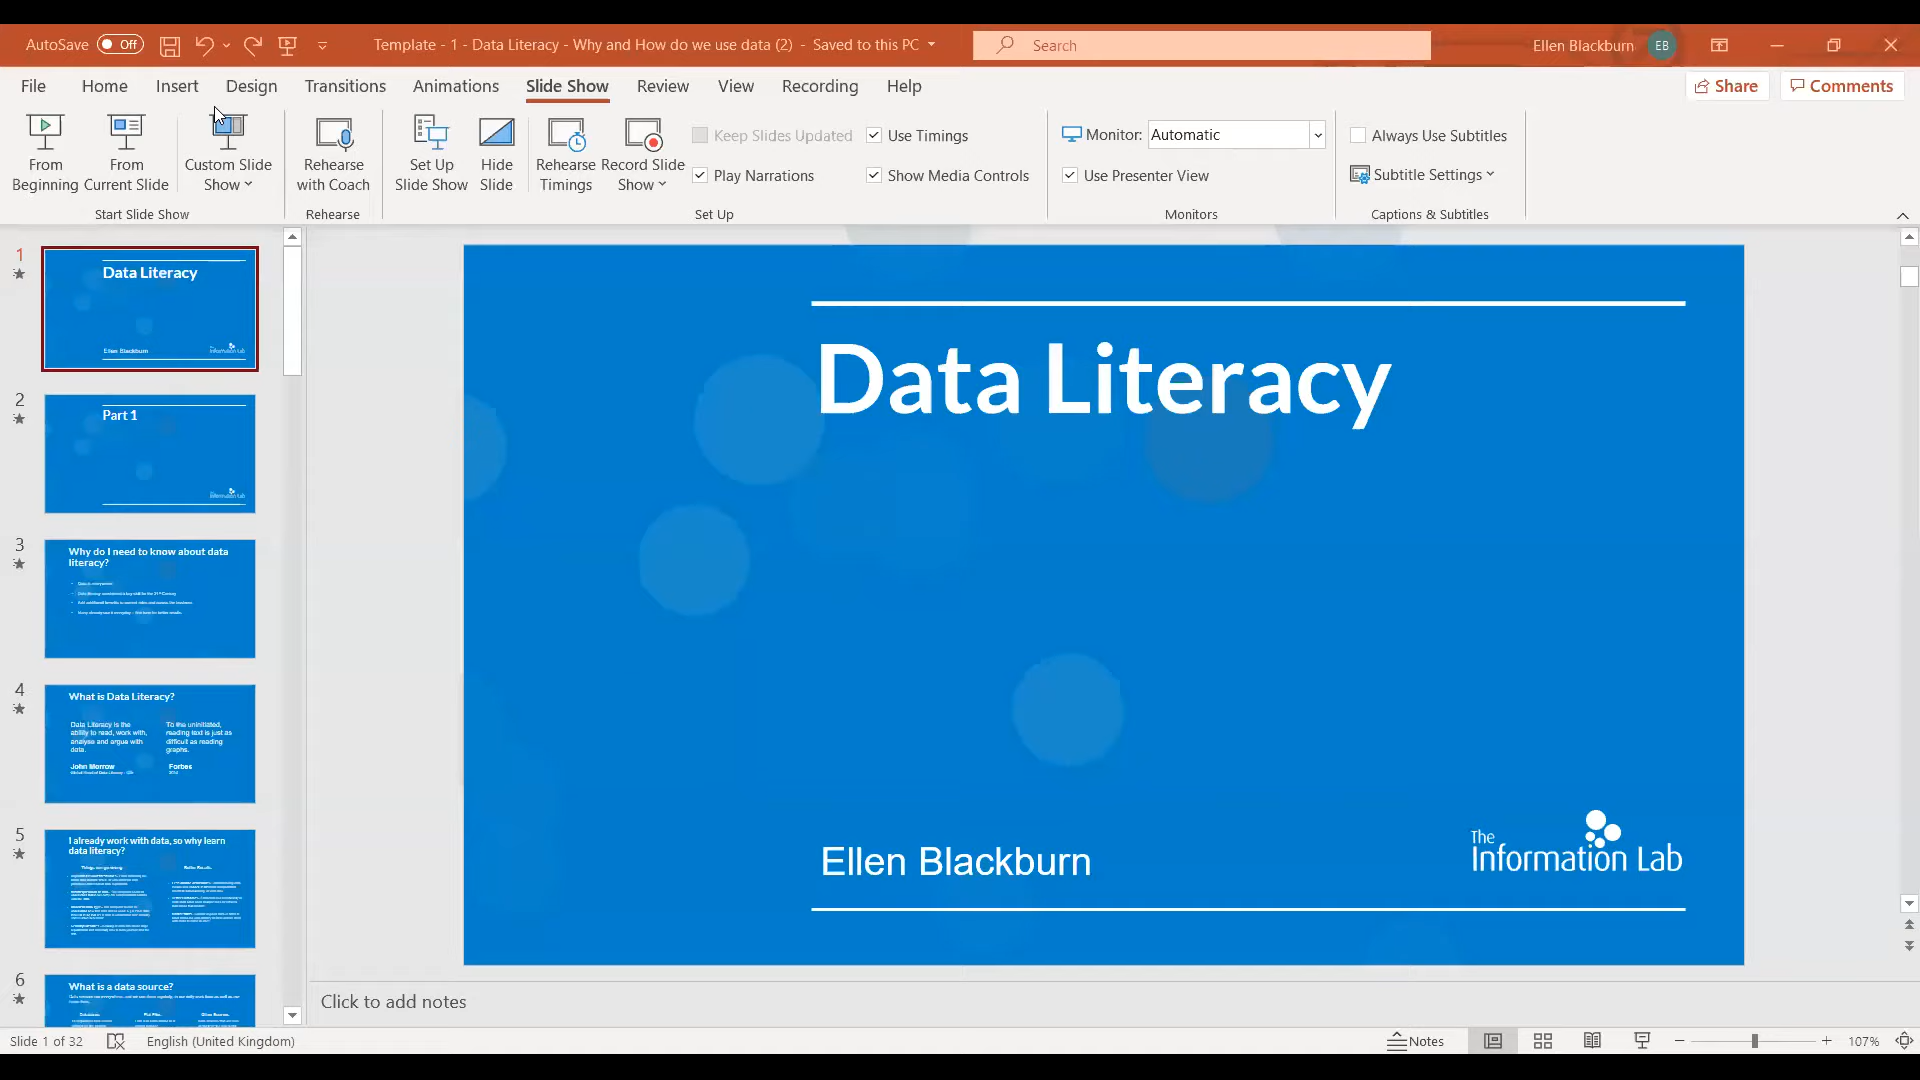 AutoSave Off Template - 1 - Data Literacy - Why and How do we use data (2) - Saved to this PC Search Ellen Blackburn EB
File Home Insert Design Transitions Animations Slide Show Review View Recording Help Share Comments
From Beginning
From Current Slide
Custom Slide Show
Start Slide Show
Rehearse with Coach
Rehearse
Set Up Slide Show
Hide Slide
Rehearse Timings
Record Slide Show
Keep Slides Updated
Use Timings
Play Narrations
Show Media Controls
Set Up
Monitor: Automatic
Use Presenter View
Monitors
Always Use Subtitles
Subtitle Settings
Captions & Subtitles
1
Data Literacy
Ellen Blackburn
2
Part 1
3
Why do I need to know about data
literacy?
4
What is Data Literacy?
Data Literacy is the
ability to read, work with,
analyse and argue with
data.
John Morrow
To the uninitiated,
reading text is just as
difficult as reading
graphs.
Forbes
5
I already work with data, so why learn
data literacy?
6
What is a data source?
Data Literacy
Ellen Blackburn
The
Information Lab
Click to add notes
Slide 1 of 32 English (United Kingdom) Notes 107%